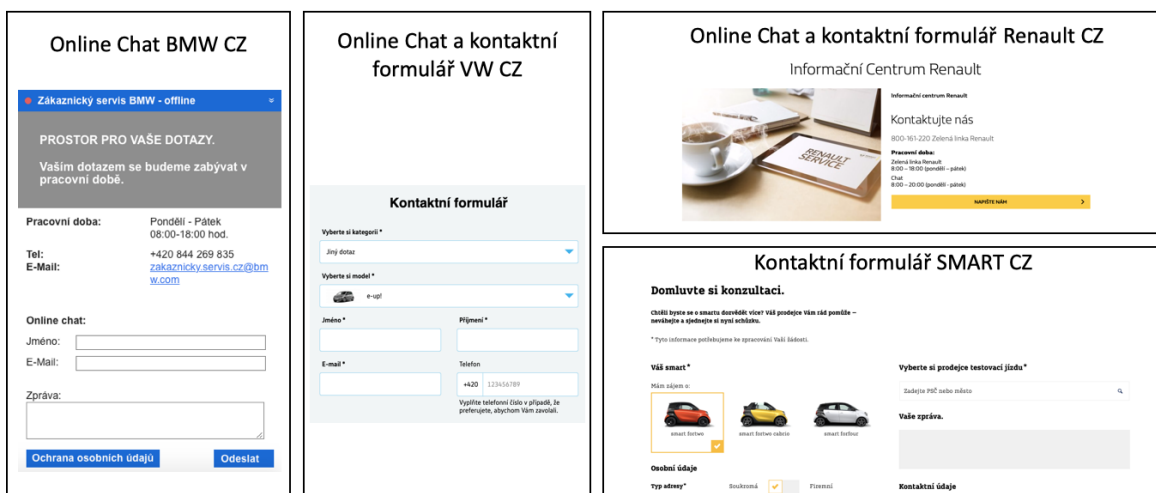 Online Chat BMW CZ
Zákaznický servis BMW - offline
PROSTOR PRO VAŠE DOTAZY.
Vaším dotazem se budeme zabývat v
pracovní době.
Pracovní doba:
Pondělí - Pátek
08:00-18:00 hod.
Tel:
+420 844 269 835
E-Mail:
zakaznicky.servis.cz@bm
w.com
Online chat:
Jméno:
E-Mail:
Zpráva:
Ochrana osobních údajů
Odeslat
Online Chat a kontaktní
formulář VW CZ
Kontaktní formulář
Vyberte si kategorii *
Jiný dotaz
Vyberte si model *
e-up!
Jméno *
Příjmení *
E-mail *
Telefon
+420 123456789
Vyplňte telefonní číslo v případě, že
preferujete, abychom Vám zavolali.
Online Chat a kontaktní formulář Renault CZ
Informační Centrum Renault
RENAULT
SERVICE
Informační centrum Renault
Kontaktujte nás
800-161-220 Zelená linka Renault
Pracovní doba:
Zelená linka Renault
8:00 – 18:00 (pondělí – pátek)
Chat
8:00 – 20:00 (pondělí - pátek)
NAPIŠTE NÁM
Kontaktní formulář SMART CZ
Domluvte si konzultaci.
Chtěli byste se o smartu dozvědět více? Váš prodejce Vám rád pomůže –
neváhejte a sjednejte si nyní schůzku.
* Tyto informace potřebujeme ke zpracování Vaší žádosti.
Váš smart *
Mám zájem o:
smart fortwo
smart fortwo cabrio
smart forfour
Osobní údaje
Typ adresy*
Soukromá
Firemní
Vyberte si prodejce testovací jízdu *
Zadejte PSČ nebo město
Vaše zpráva.
Kontaktní údaje